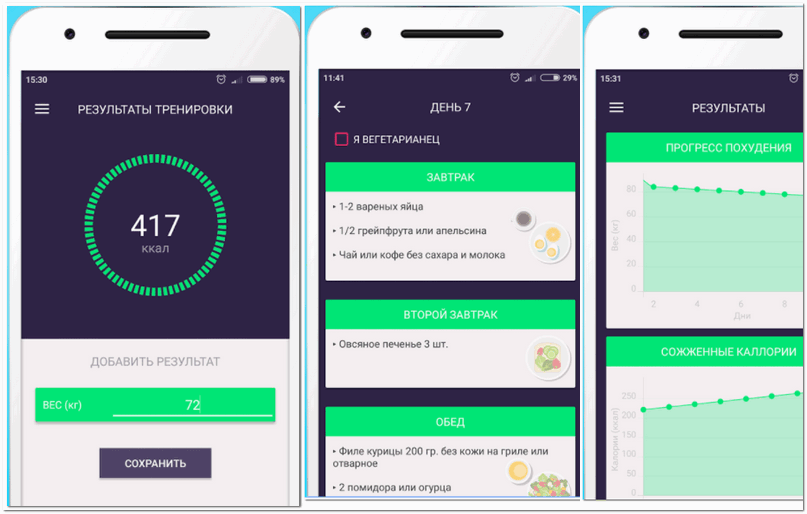 15:30
89%
РЕЗУЛЬТАТЫ ТРЕНИРОВКИ
417
ккал
ДОБАВИТЬ РЕЗУЛЬТАТ
ВЕС (кг)
72
СОХРАНИТЬ
11:41
29%
ДЕНЬ 7
Я ВЕГЕТАРИАНЕЦ
ЗАВТРАК
‣ 1-2 вареных яйца
‣ 1/2 грейпфрута или апельсина
‣ Чай или кофе без сахара и молока
ВТОРОЙ ЗАВТРАК
‣ Овсяное печенье 3 шт.
ОБЕД
‣ Филе курицы 200 гр. без кожи на гриле или
отварное
‣ 2 помидора или огурца
15:31
РЕЗУЛЬТАТЫ
ПРОГРЕСС ПОХУДЕНИЯ
Вес (кг)
80
60
40
20
0
2 4 6 8
Дни
СОЖЖЕННЫЕ КАЛЛОРИИ
Калории (ккал)
250
200
150
100
50